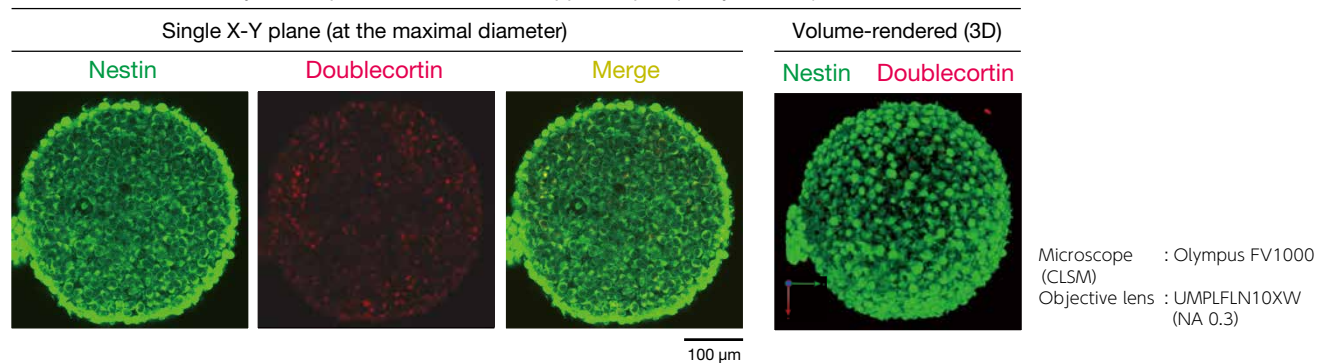 Single X-Y plane (at the maximal diameter)
Volume-rendered (3D)
Nestin
Doublecortin
Merge
Nestin Doublecortin
Microscope : Olympus FV1000
(CLSM)
Objective lens : UMPLFLN10XW
(NA 0.3)
100 µm